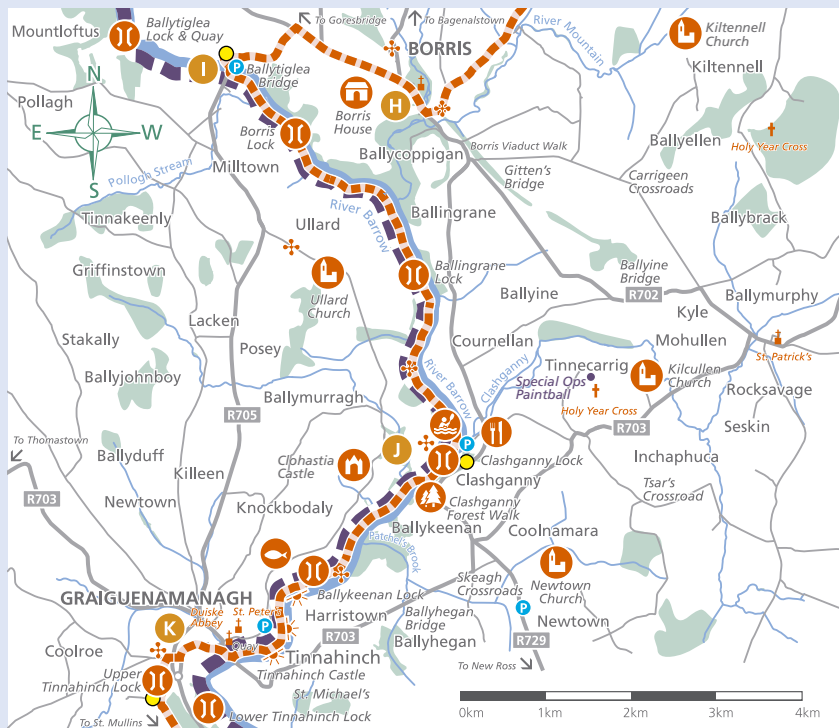 Mountloftus
Ballytiglea
Lock & Quay
To Goresbridge
To Bagenalstown
River Mountain
BORRIS
Kiltennell
Church
Kiltennell
I
P
Ballytiglea
Bridge
Pollagh
N
E
W
S
Borris
House
H
Borris
Lock
Ballycoppigan
Borris Viaduct Walk
Ballyellen
Holy Year Cross
Milltown
Pollogh Stream
Gitten's
Bridge
Carrigeen
Crossroads
Tinnakeenly
River Barrow
Ullard
Ballingrane
Ballybrack
Griffinstown
Ullard
Church
Ballingrane
Lock
Ballyine
Ballyine
Bridge
R702
Ballymurphy
Kyle
Lacken
Stakally
Posey
Cournellan
Mohullen
St. Patrick's
River Barrow
Clashganny
Tinnecarrig
Special Ops
Paintball
Kilcullen
Church
Holy Year Cross
Rocksavage
Ballyjohnboy
Ballymurragh
R705
R703
Seskin
To Thomastown
J
P
Clashganny Lock
Inchaphuca
Ballyduff
Killeen
Clohastia
Castle
Clashganny
Tsar's
Crossroad
R703
Newtown
Knockbodaly
Clashganny
Forest Walk
Ballykeenan
Coolnamara
Patchel's Brook
Skeagh
Crossroads
Newtown
Church
GRAIGUENAMANAGH
Ballykeenan Lock
P
Newtown
Duiske
Abbey
St. Peters
P
Harristown
Ballyhegan
Bridge
K
R703
R729
Quay
Ballyhegan
Coolroe
Tinnahinch
To New Ross
Upper
Tinnahinch Lock
Tinnahinch Castle
St. Michael's
To St. Mullins
Lower Tinnahinch Lock
0km
1km
2km
3km
4km